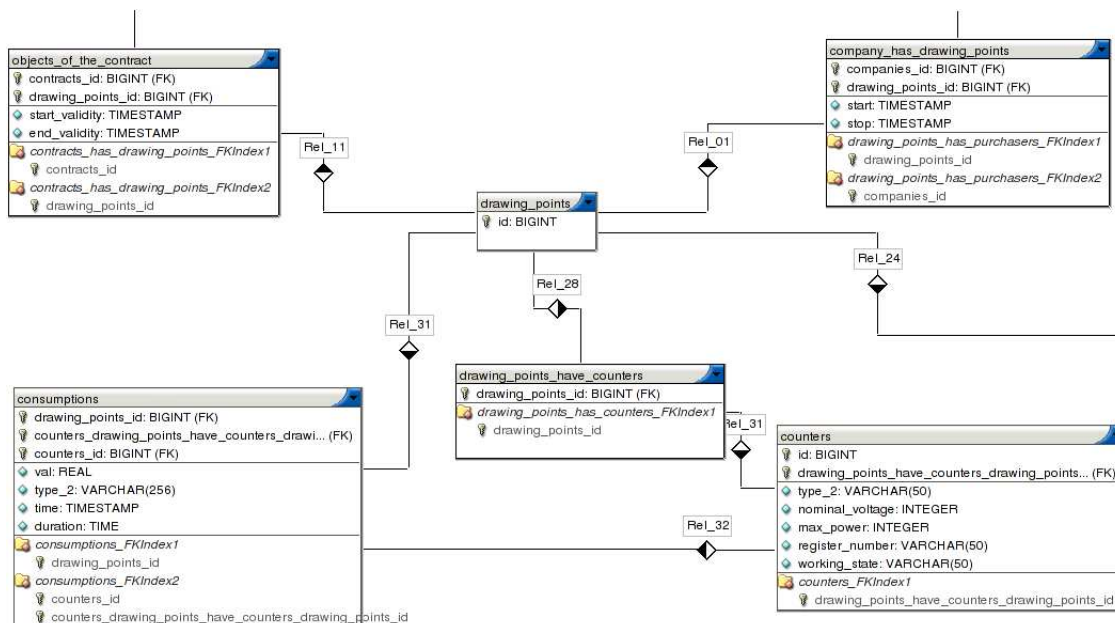 objects_of_the_contract
contracts_id: BIGINT (FK)
drawing_points_id: BIGINT (FK)
start_validity: TIMESTAMP
end_validity: TIMESTAMP
contracts_has_drawing_points_FKIndex1
contracts_id
contracts_has_drawing_points_FKIndex2
drawing_points_id
company_has_drawing_points
companies_id: BIGINT (FK)
drawing_points_id: BIGINT (FK)
start: TIMESTAMP
stop: TIMESTAMP
drawing_points_has_purchasers_FKIndex1
drawing_points_id
drawing_points_has_purchasers_FKIndex2
companies_id
Rel_11
Rel_01
drawing_points
id: BIGINT
Rel_24
Rel_28
Rel_31
drawing_points_have_counters
drawing_points_id: BIGINT (FK)
drawing_points_has_counters_FKIndex1
drawing_points_id
Rel_31
consumptions
drawing_points_id: BIGINT (FK)
counters_drawing_points_have_counters_drawi... (FK)
counters_id: BIGINT (FK)
val: REAL
type_2: VARCHAR(256)
time: TIMESTAMP
duration: TIME
consumptions_FKIndex1
drawing_points_id
consumptions_FKIndex2
counters_id
counters_drawing_points_have_counters_drawing_points_id
Rel_32
counters
id: BIGINT
drawing_points_have_counters_drawing_points... (FK)
type_2: VARCHAR(50)
nominal_voltage: INTEGER
max_power: INTEGER
register_number: VARCHAR(50)
working_state: VARCHAR(50)
counters_FKIndex1
drawing_points_have_counters_drawing_points_id